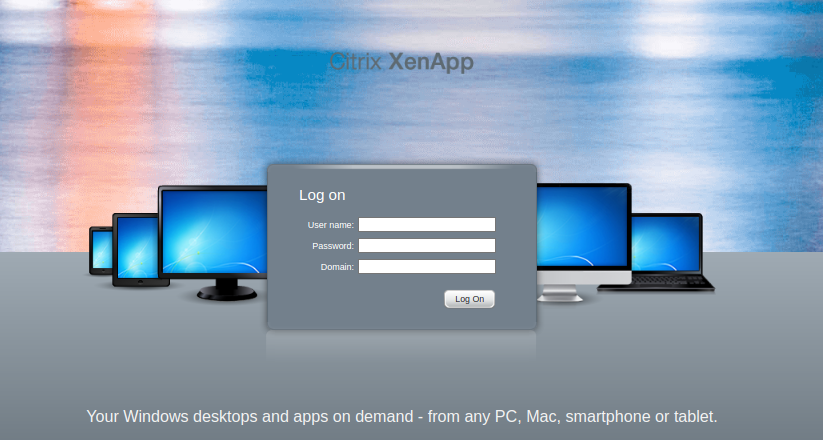 Citrix XenApp
Log on
User name:
Password:
Domain:
Log On
Your Windows desktops and apps on demand - from any PC, Mac, smartphone or tablet.